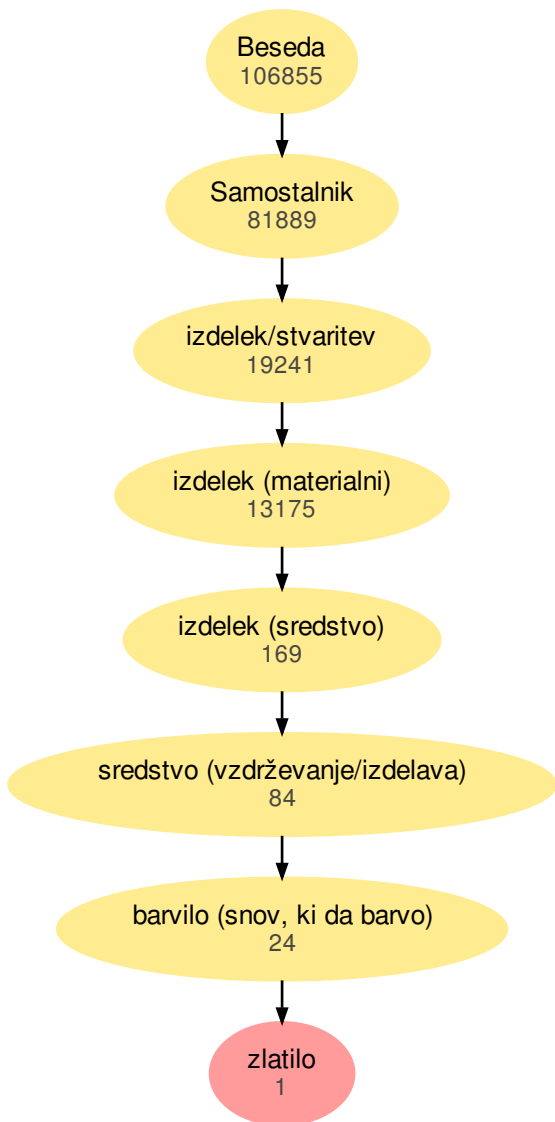 Beseda
106855
Samostalnik
81889
izdelek/stvaritev
19241
izdelek (materialni)
13175
izdelek (sredstvo)
169
sredstvo (vzdrževanje/izdelava)
84
barvilo (snov, ki da barvo)
24
zlatilo
1